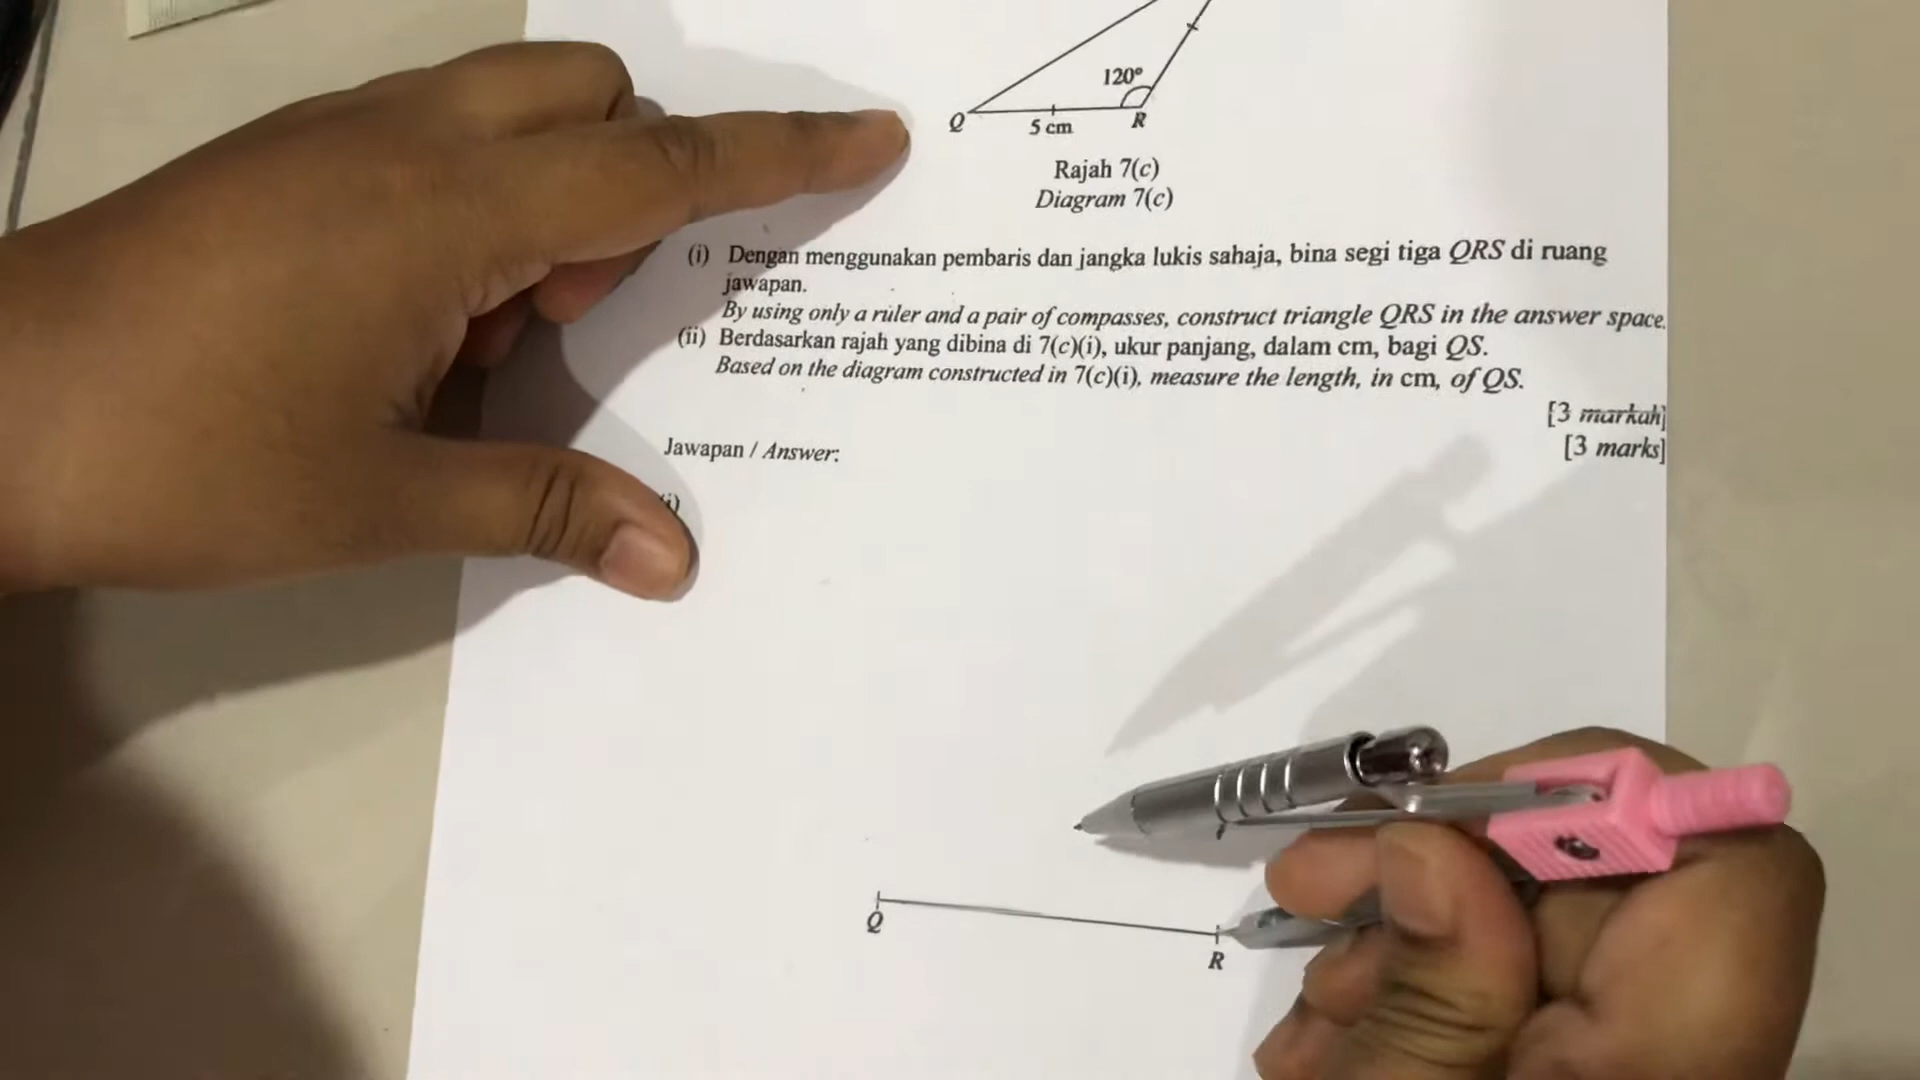 120°
Q
5 cm
R
Rajah 7(c)
Diagram 7(c)
(i) Dengan menggunakan pembaris dan jangka lukis sahaja, bina segi tiga QRS di ruang
jawapan.
By using only a ruler and a pair of compasses, construct triangle QRS in the answer space.
(ii) Berdasarkan rajah yang dibina di 7(c)(i), ukur panjang, dalam cm, bagi QS.
Based on the diagram constructed in 7(c)(i), measure the length, in cm, of QS.
[3 markah]
[3 marks]
Jawapan / Answer:
(i)
Q
R